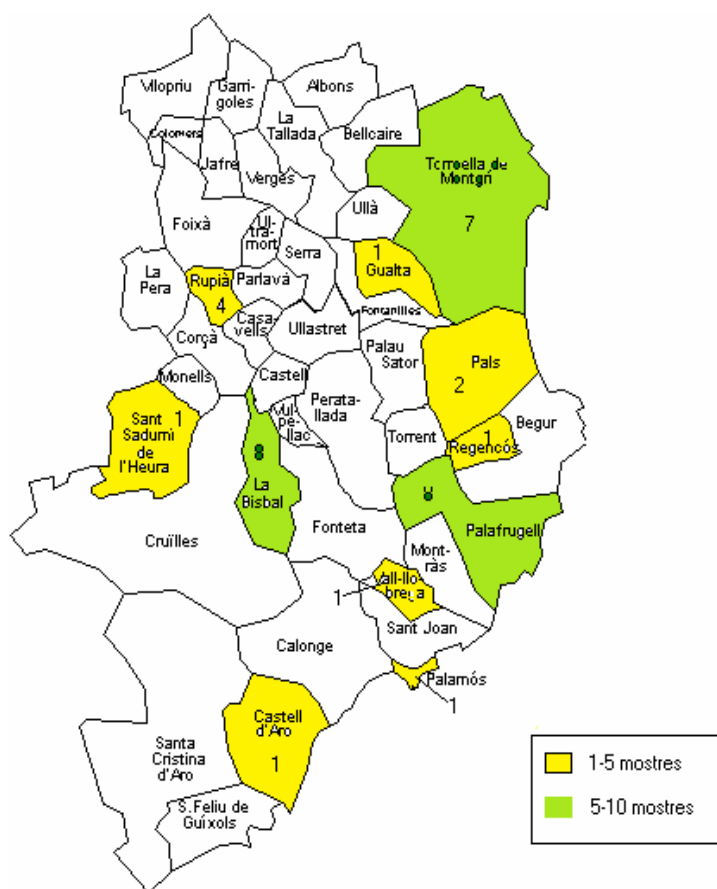 Vilopriu
Garri-
goles
Albons
La
Tallada
Bellcaire
Colomers
Jafre
Verges
Torroella de
Montgrí
7
Ullà
Foixà
Ul-
tra-
mort
Serra
1
Gualta
La
Pera
Rupià
4
Parlavà
Fontanilles
Casa-
vells
Ullastret
Corçà
Palau
Sator
Pals
2
Monells
Castell
Perata-
llada
Vul-
pellac
Begur
Sant
Sadurní
de
l'Heura
1
Torrent
1
Regencós
8
La
Bisbal
Fonteta
Palafrugell
Cruïlles
Mont-
ràs
Vall-llo-
brega
1
Sant Joan
Calonge
Palamós
1
Castell
d'Aro
1
Santa
Cristina
d'Aro
S. Feliu de
Guíxols
1-5 mostres
5-10 mostres